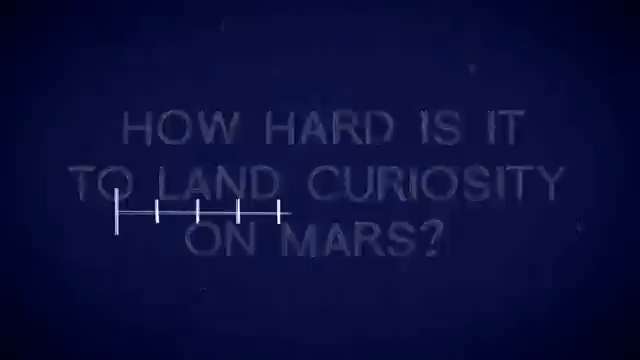 HOW HARD IS IT
TO LAND CURIOSITY
ON MARS?